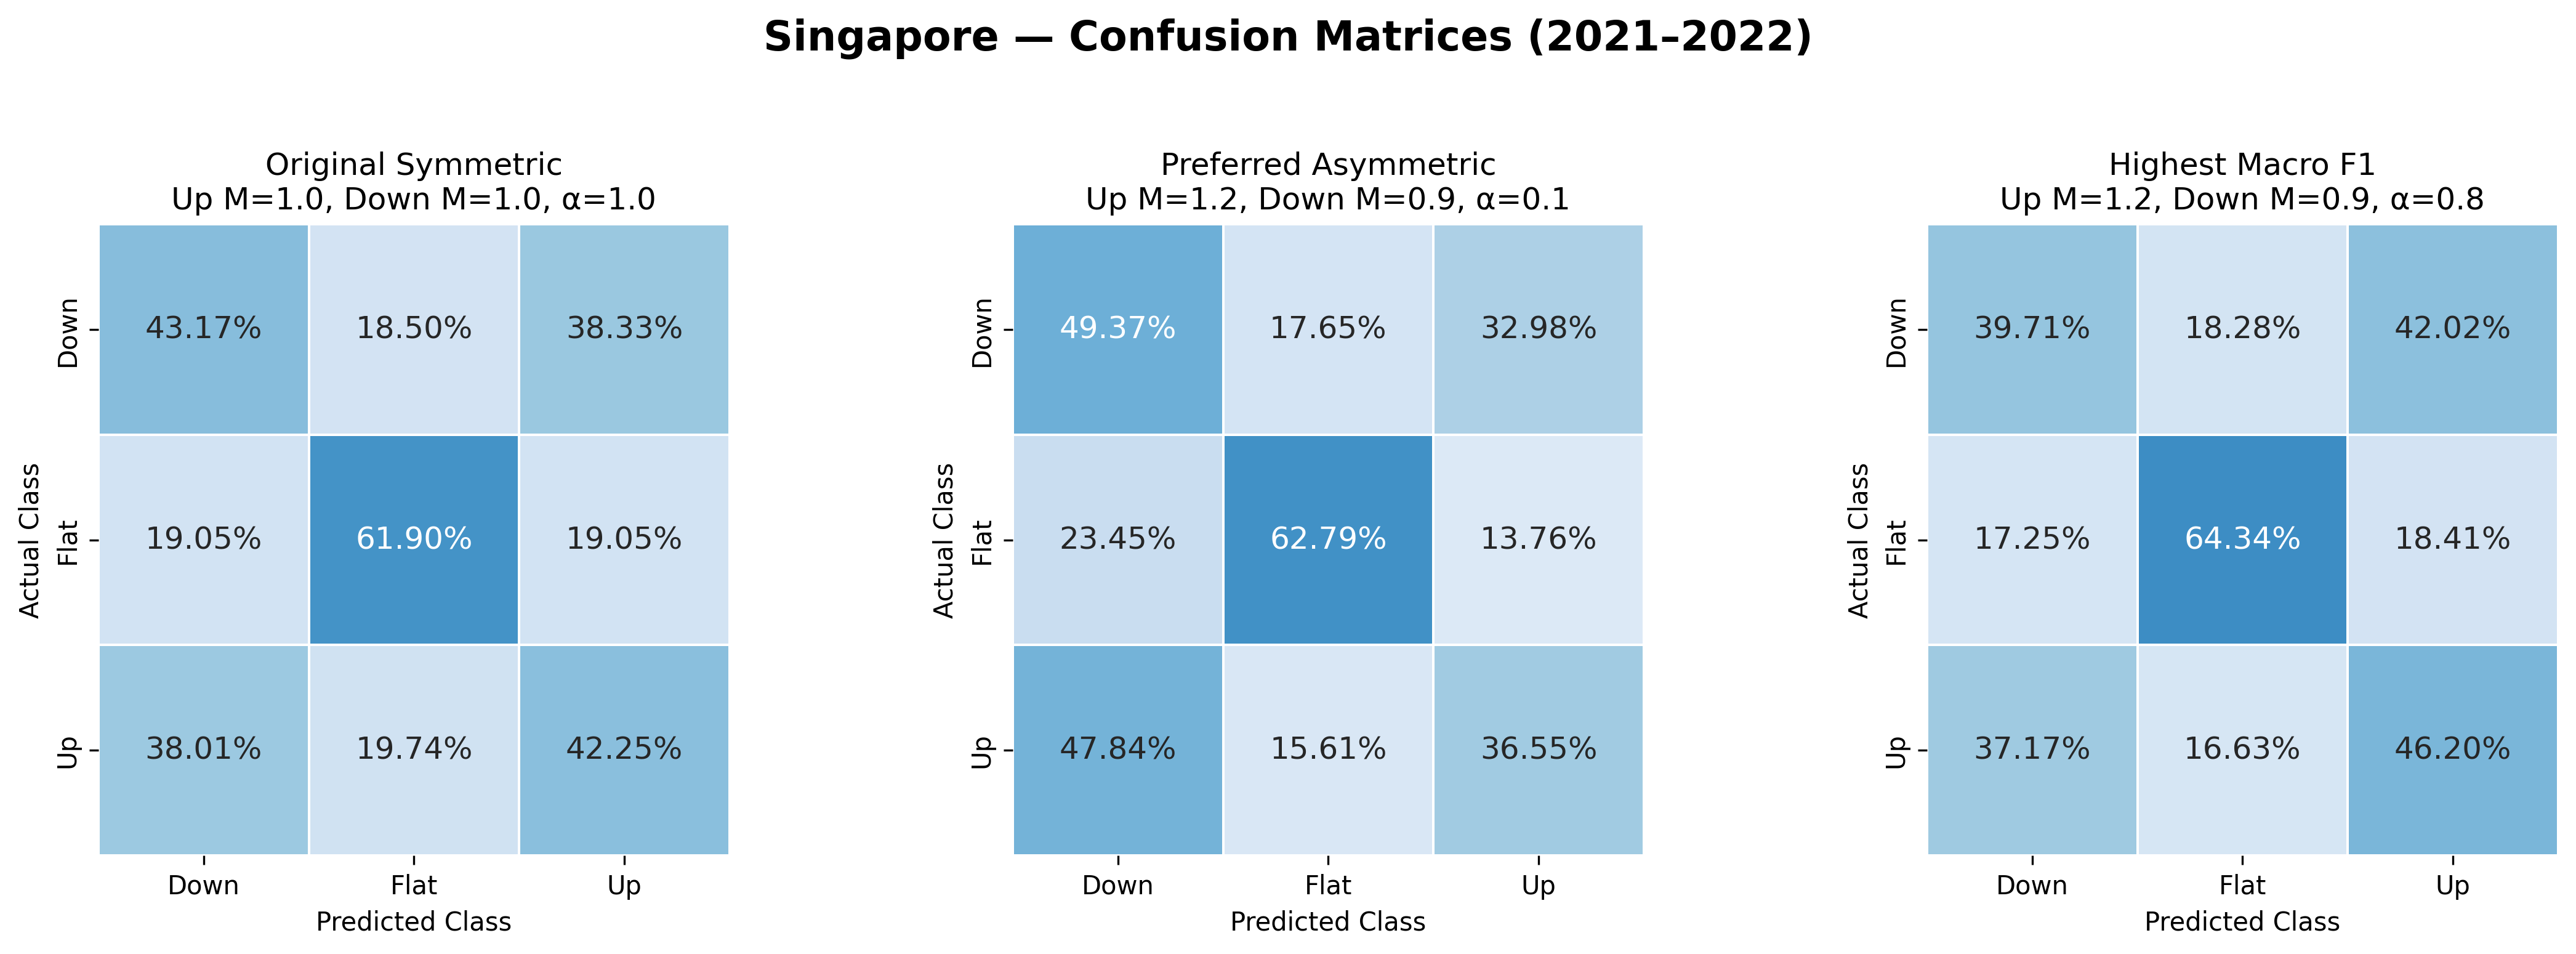 Singapore — Confusion Matrices (2021–2022)
Original Symmetric
Up M=1.0, Down M=1.0, α=1.0
Actual Class
Down
43.17% 18.50% 38.33%
Flat
19.05% 61.90% 19.05%
Up
38.01% 19.74% 42.25%
Down Flat Up
Predicted Class
Preferred Asymmetric
Up M=1.2, Down M=0.9, α=0.1
Actual Class
Down
49.37% 17.65% 32.98%
Flat
23.45% 62.79% 13.76%
Up
47.84% 15.61% 36.55%
Down Flat Up
Predicted Class
Highest Macro F1
Up M=1.2, Down M=0.9, α=0.8
Actual Class
Down
39.71% 18.28% 42.02%
Flat
17.25% 64.34% 18.41%
Up
37.17% 16.63% 46.20%
Down Flat Up
Predicted Class